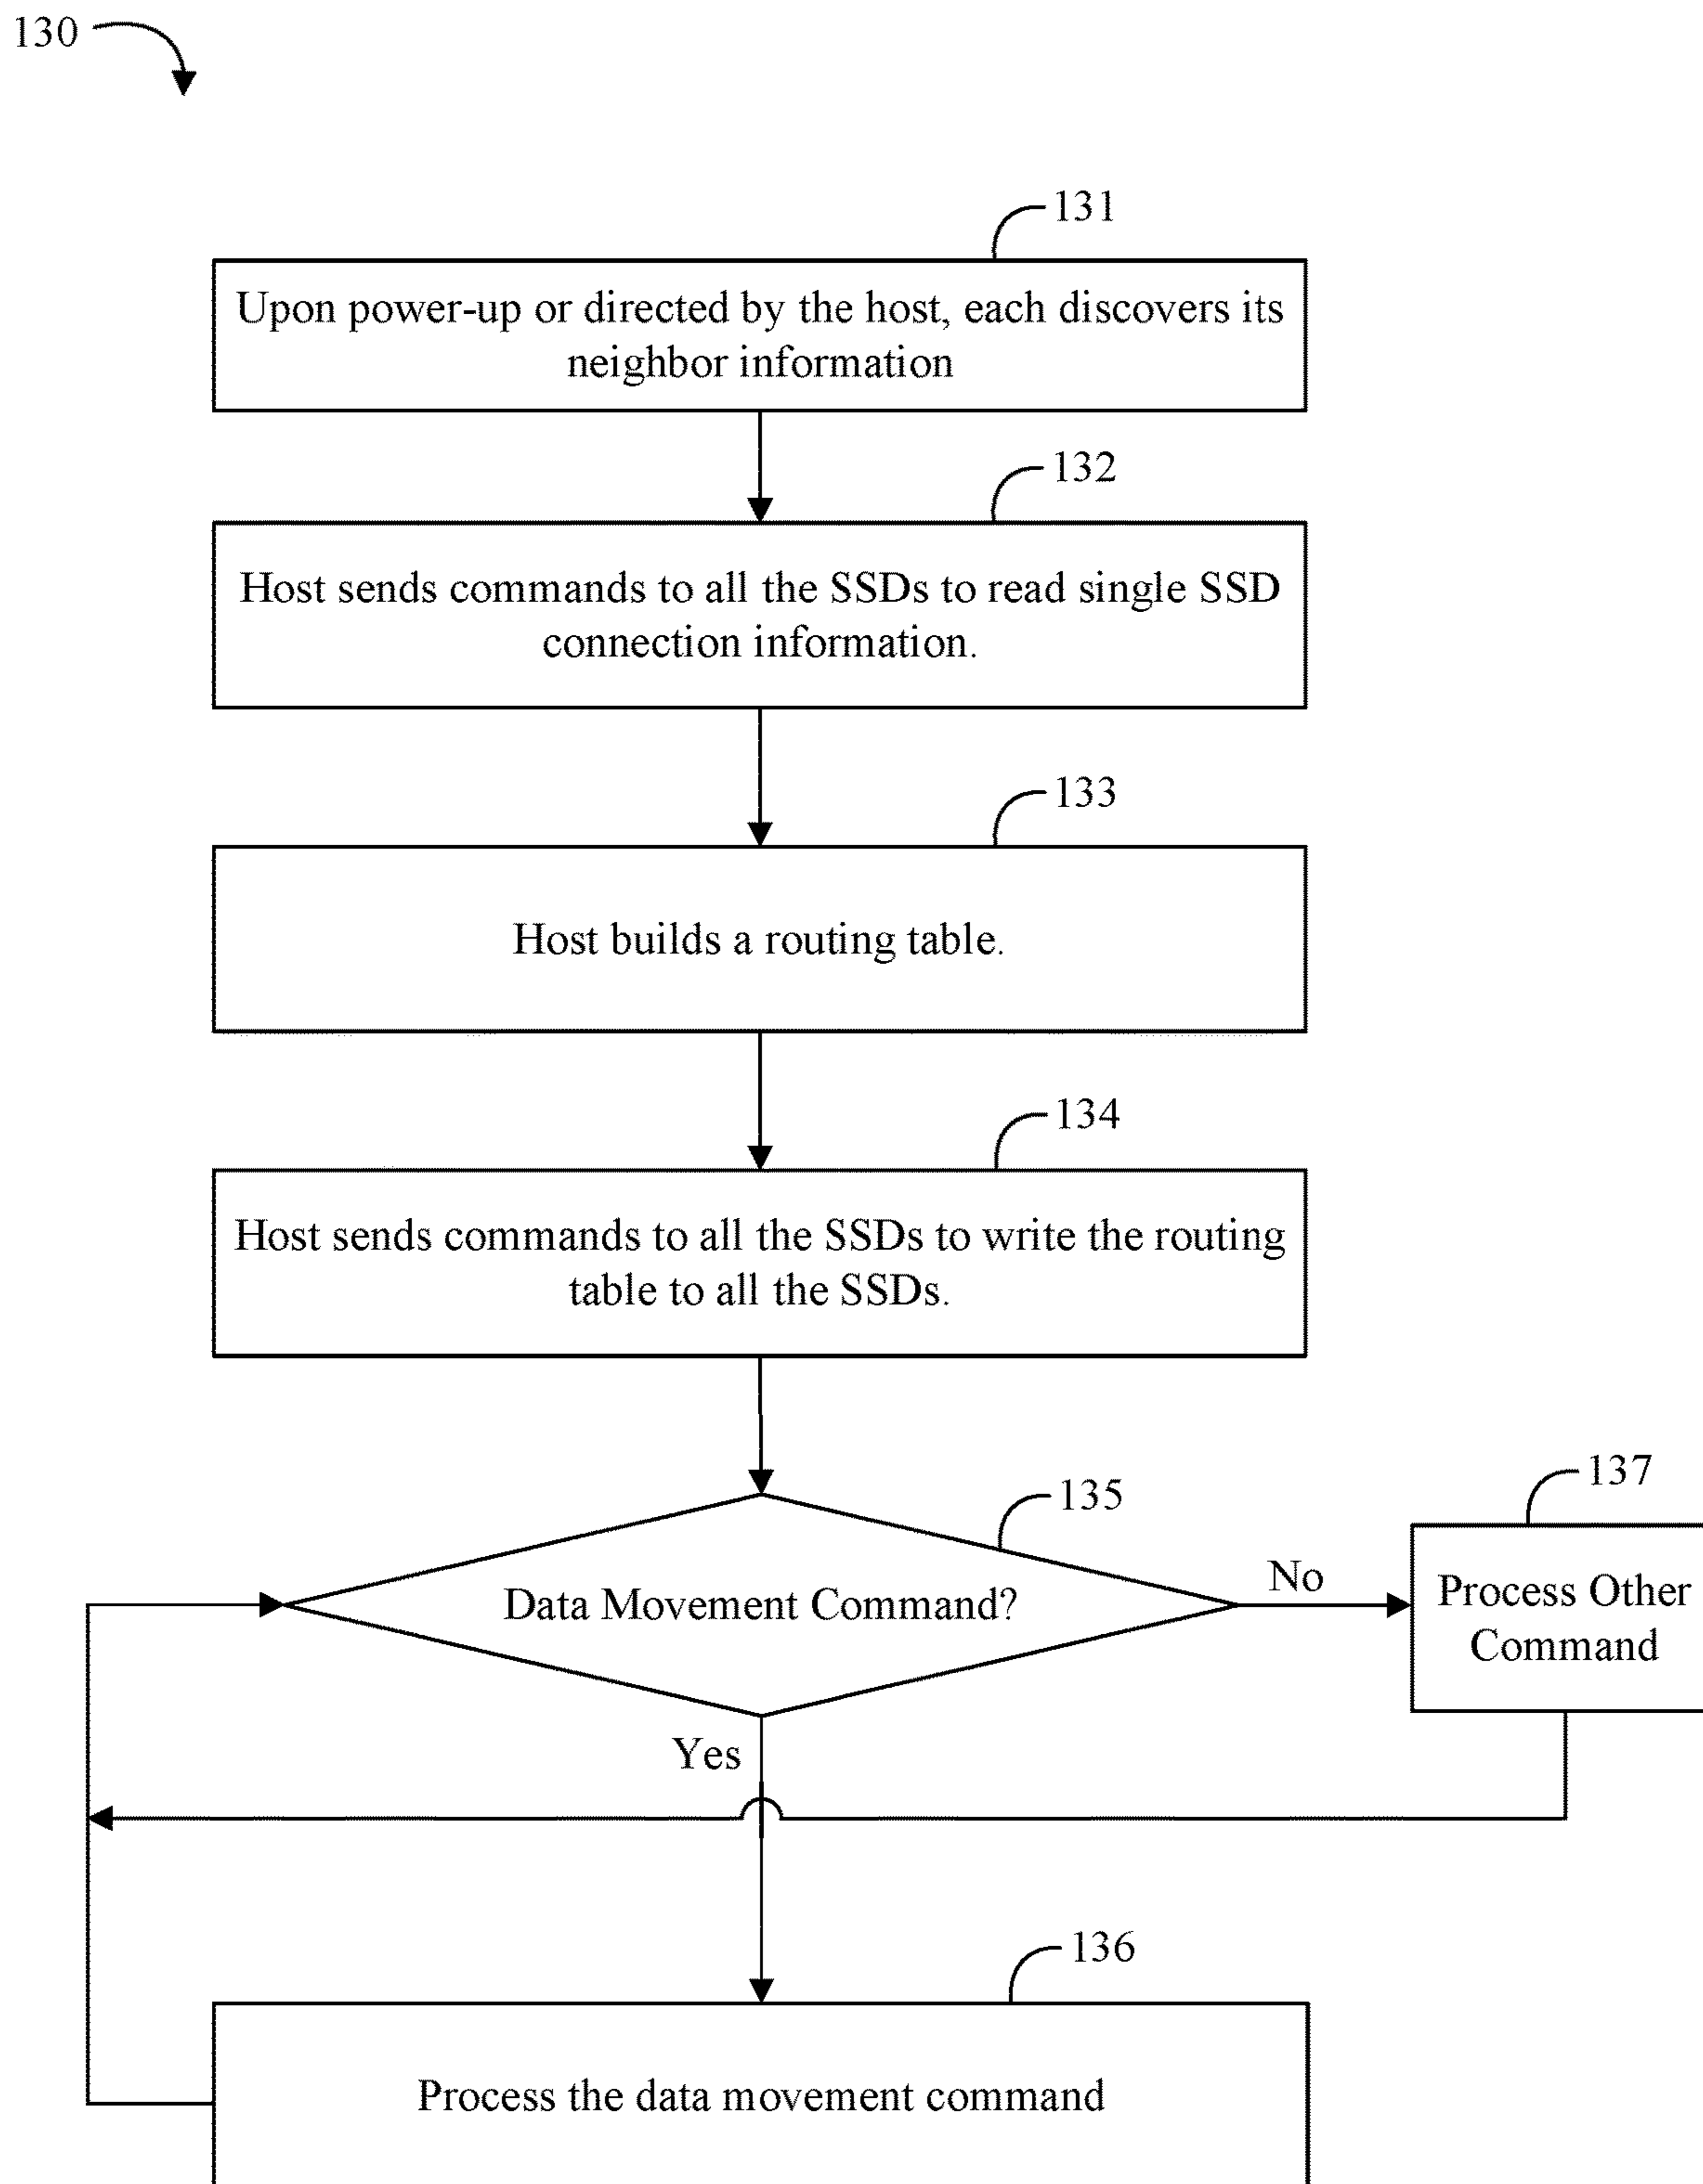 130
131
Upon power-up or directed by the host, each discovers its
neighbor information
132
Host sends commands to all the SSDs to read single SSD
connection information.
133
Host builds a routing table.
134
Host sends commands to all the SSDs to write the routing
table to all the SSDs.
135
Data Movement Command?
No
137
Process Other
Command
Yes
136
Process the data movement command